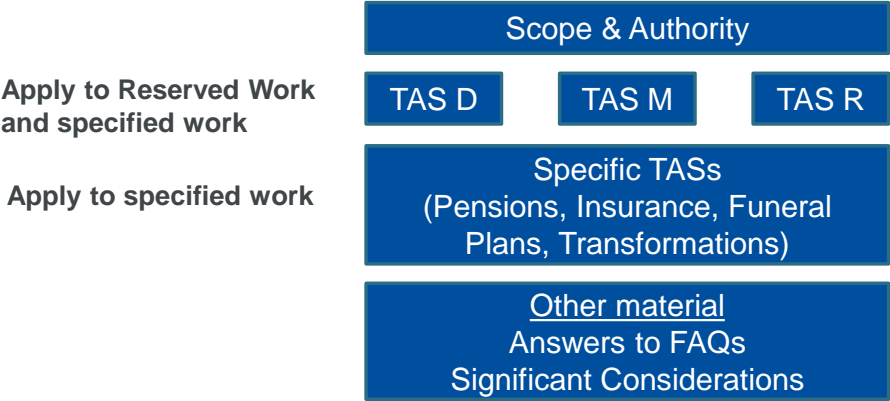 Scope & Authority
Apply to Reserved Work
and specified work
TAS D
TAS M
TAS R
Apply to specified work
Specific TASs
(Pensions, Insurance, Funeral
Plans, Transformations)
Other material
Answers to FAQs
Significant Considerations